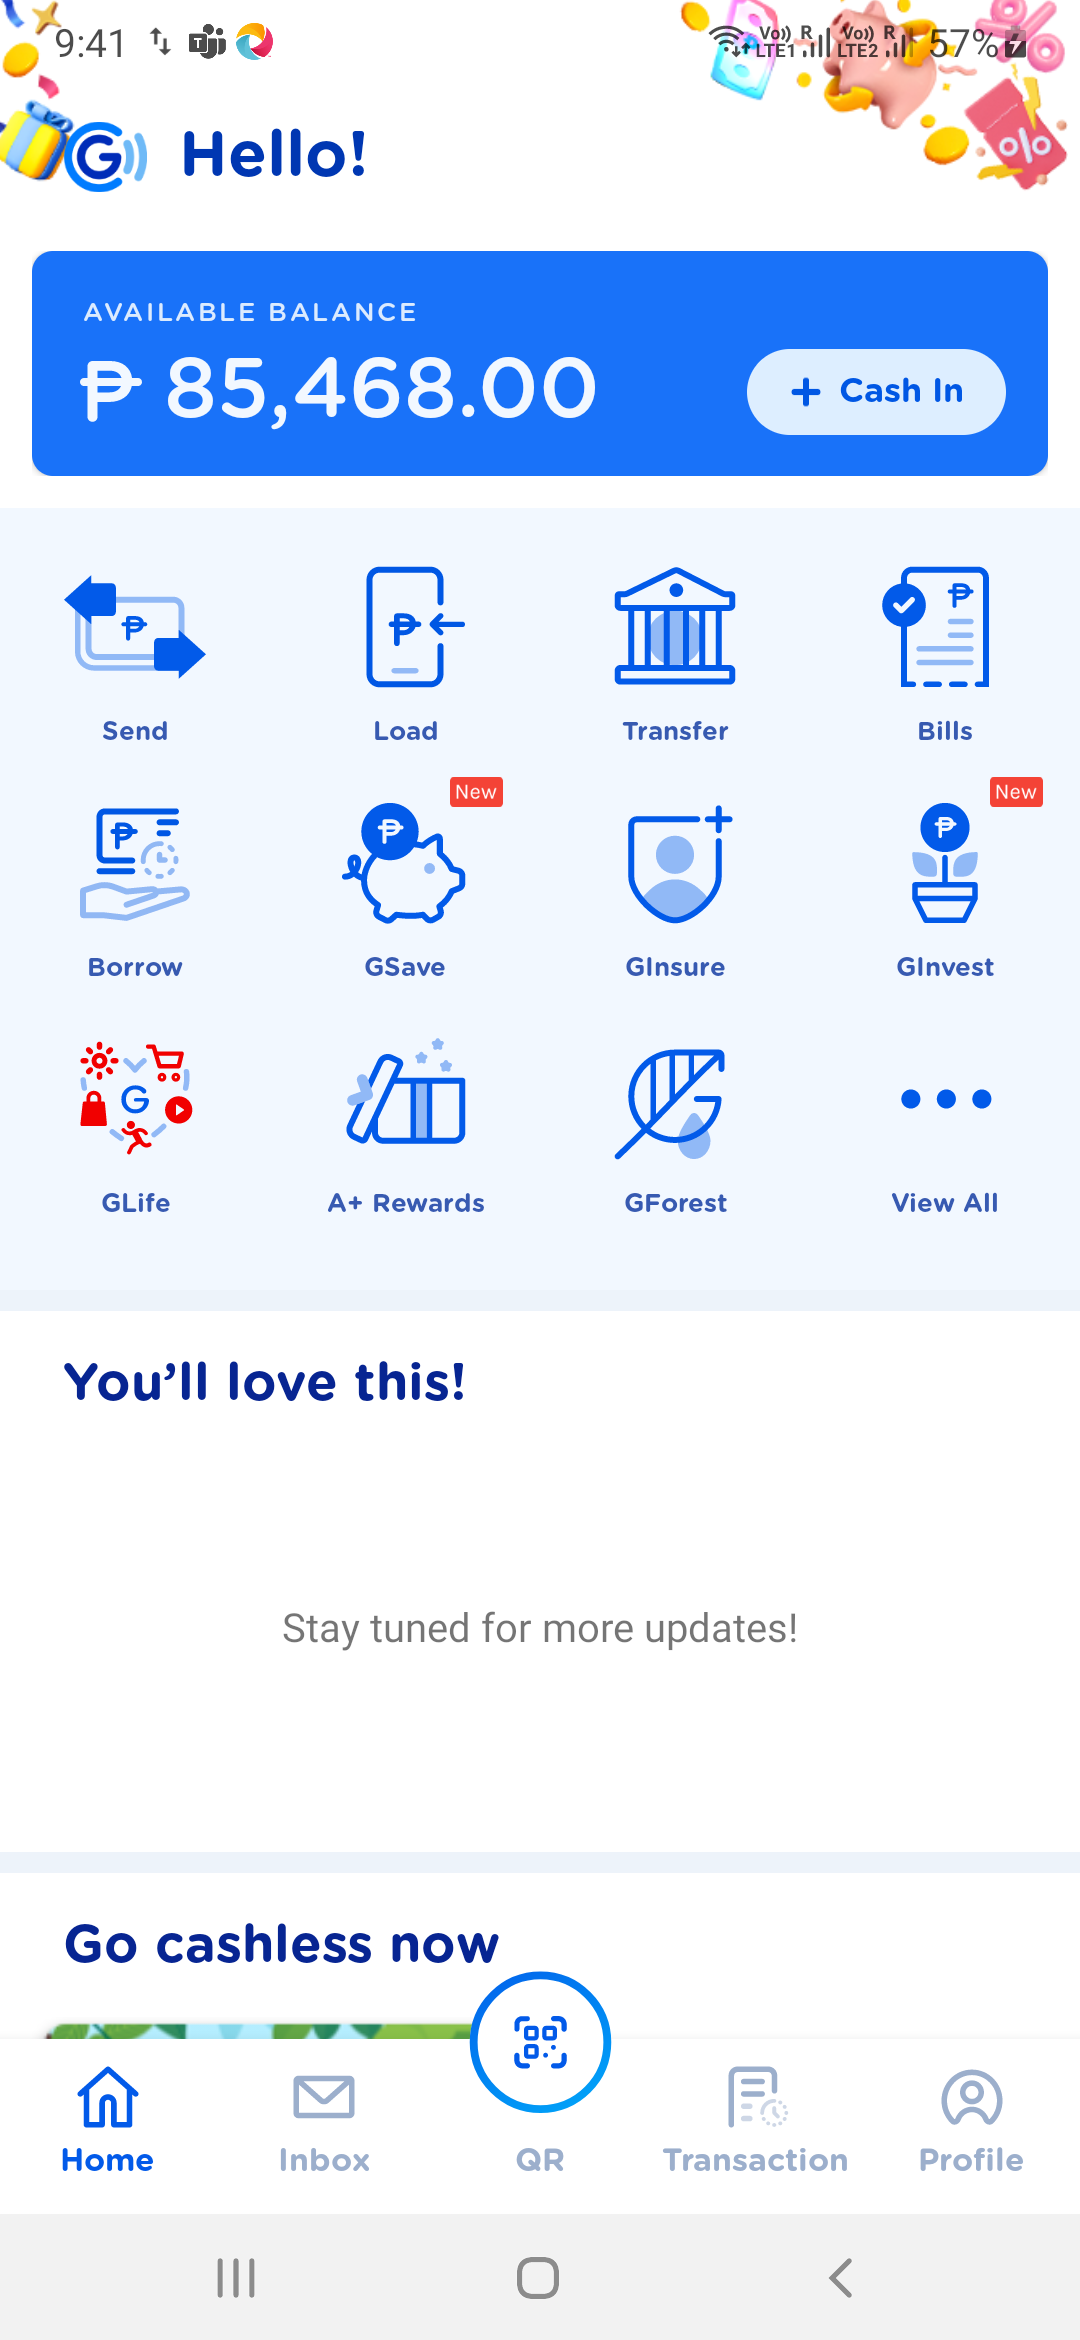 9:41 Vo)) R LTE1 Vo)) R LTE2 57%
Hello!
AVAILABLE BALANCE
₱ 85,468.00
+ Cash In
Send Load Transfer Bills
New New
Borrow GSave GInsure GInvest
GLife A+ Rewards GForest View All
You’ll love this!
Stay tuned for more updates!
Go cashless now
Home Inbox QR Transaction Profile